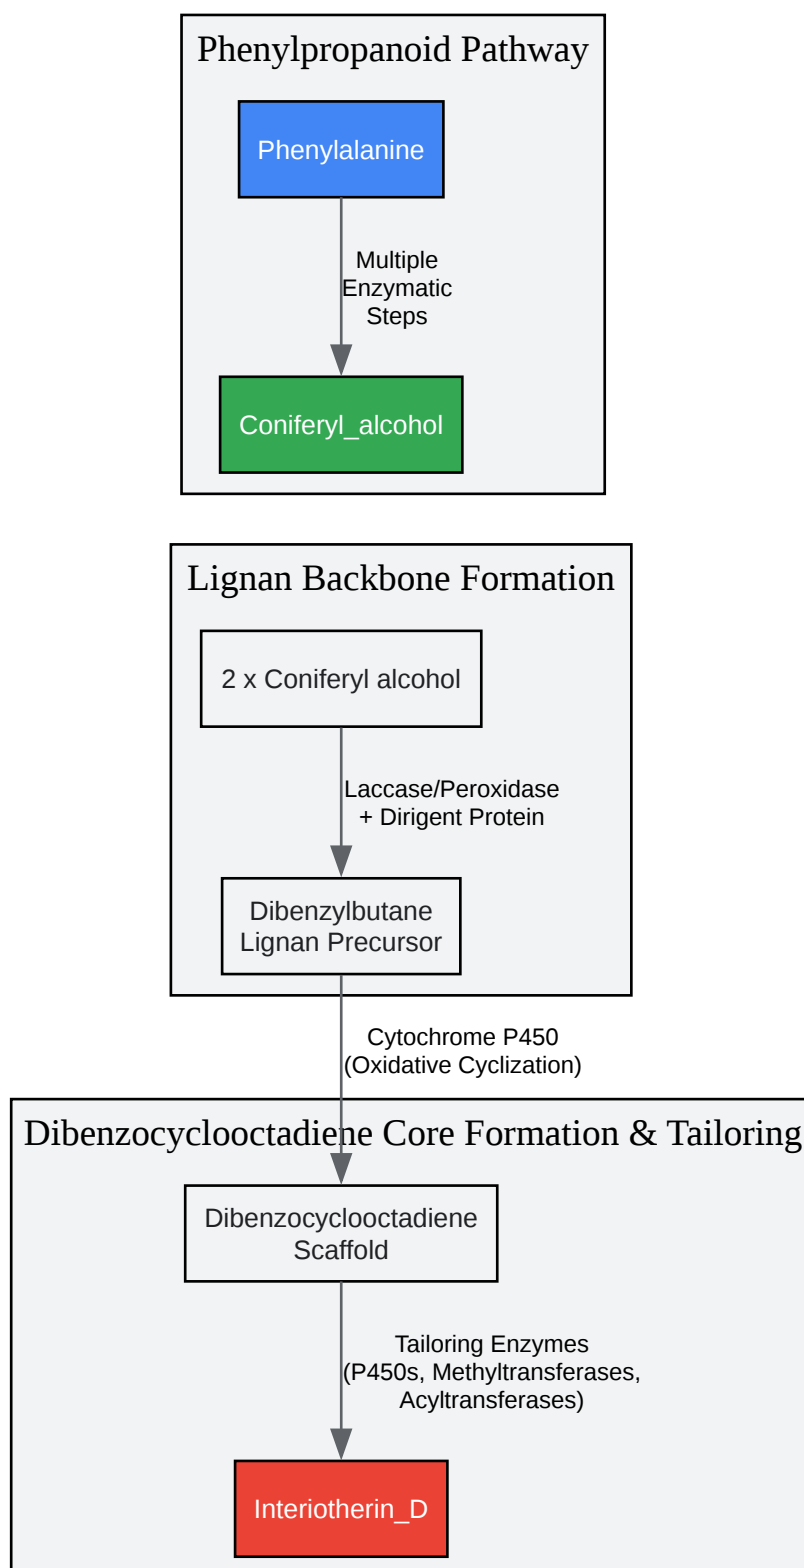 Phenylpropanoid Pathway
Phenylalanine
Multiple
Enzymatic
Steps
Coniferyl_alcohol
Lignan Backbone Formation
2 x Coniferyl alcohol
Laccase/Peroxidase
+ Dirigent Protein
Dibenzylbutane
Lignan Precursor
Cytochrome P450
(Oxidative Cyclization)
Dibenzocyclooctadiene Core Formation & Tailoring
Dibenzocyclooctadiene
Scaffold
Tailoring Enzymes
(P450s, Methyltransferases,
Acyltransferases)
Interiotherin_D